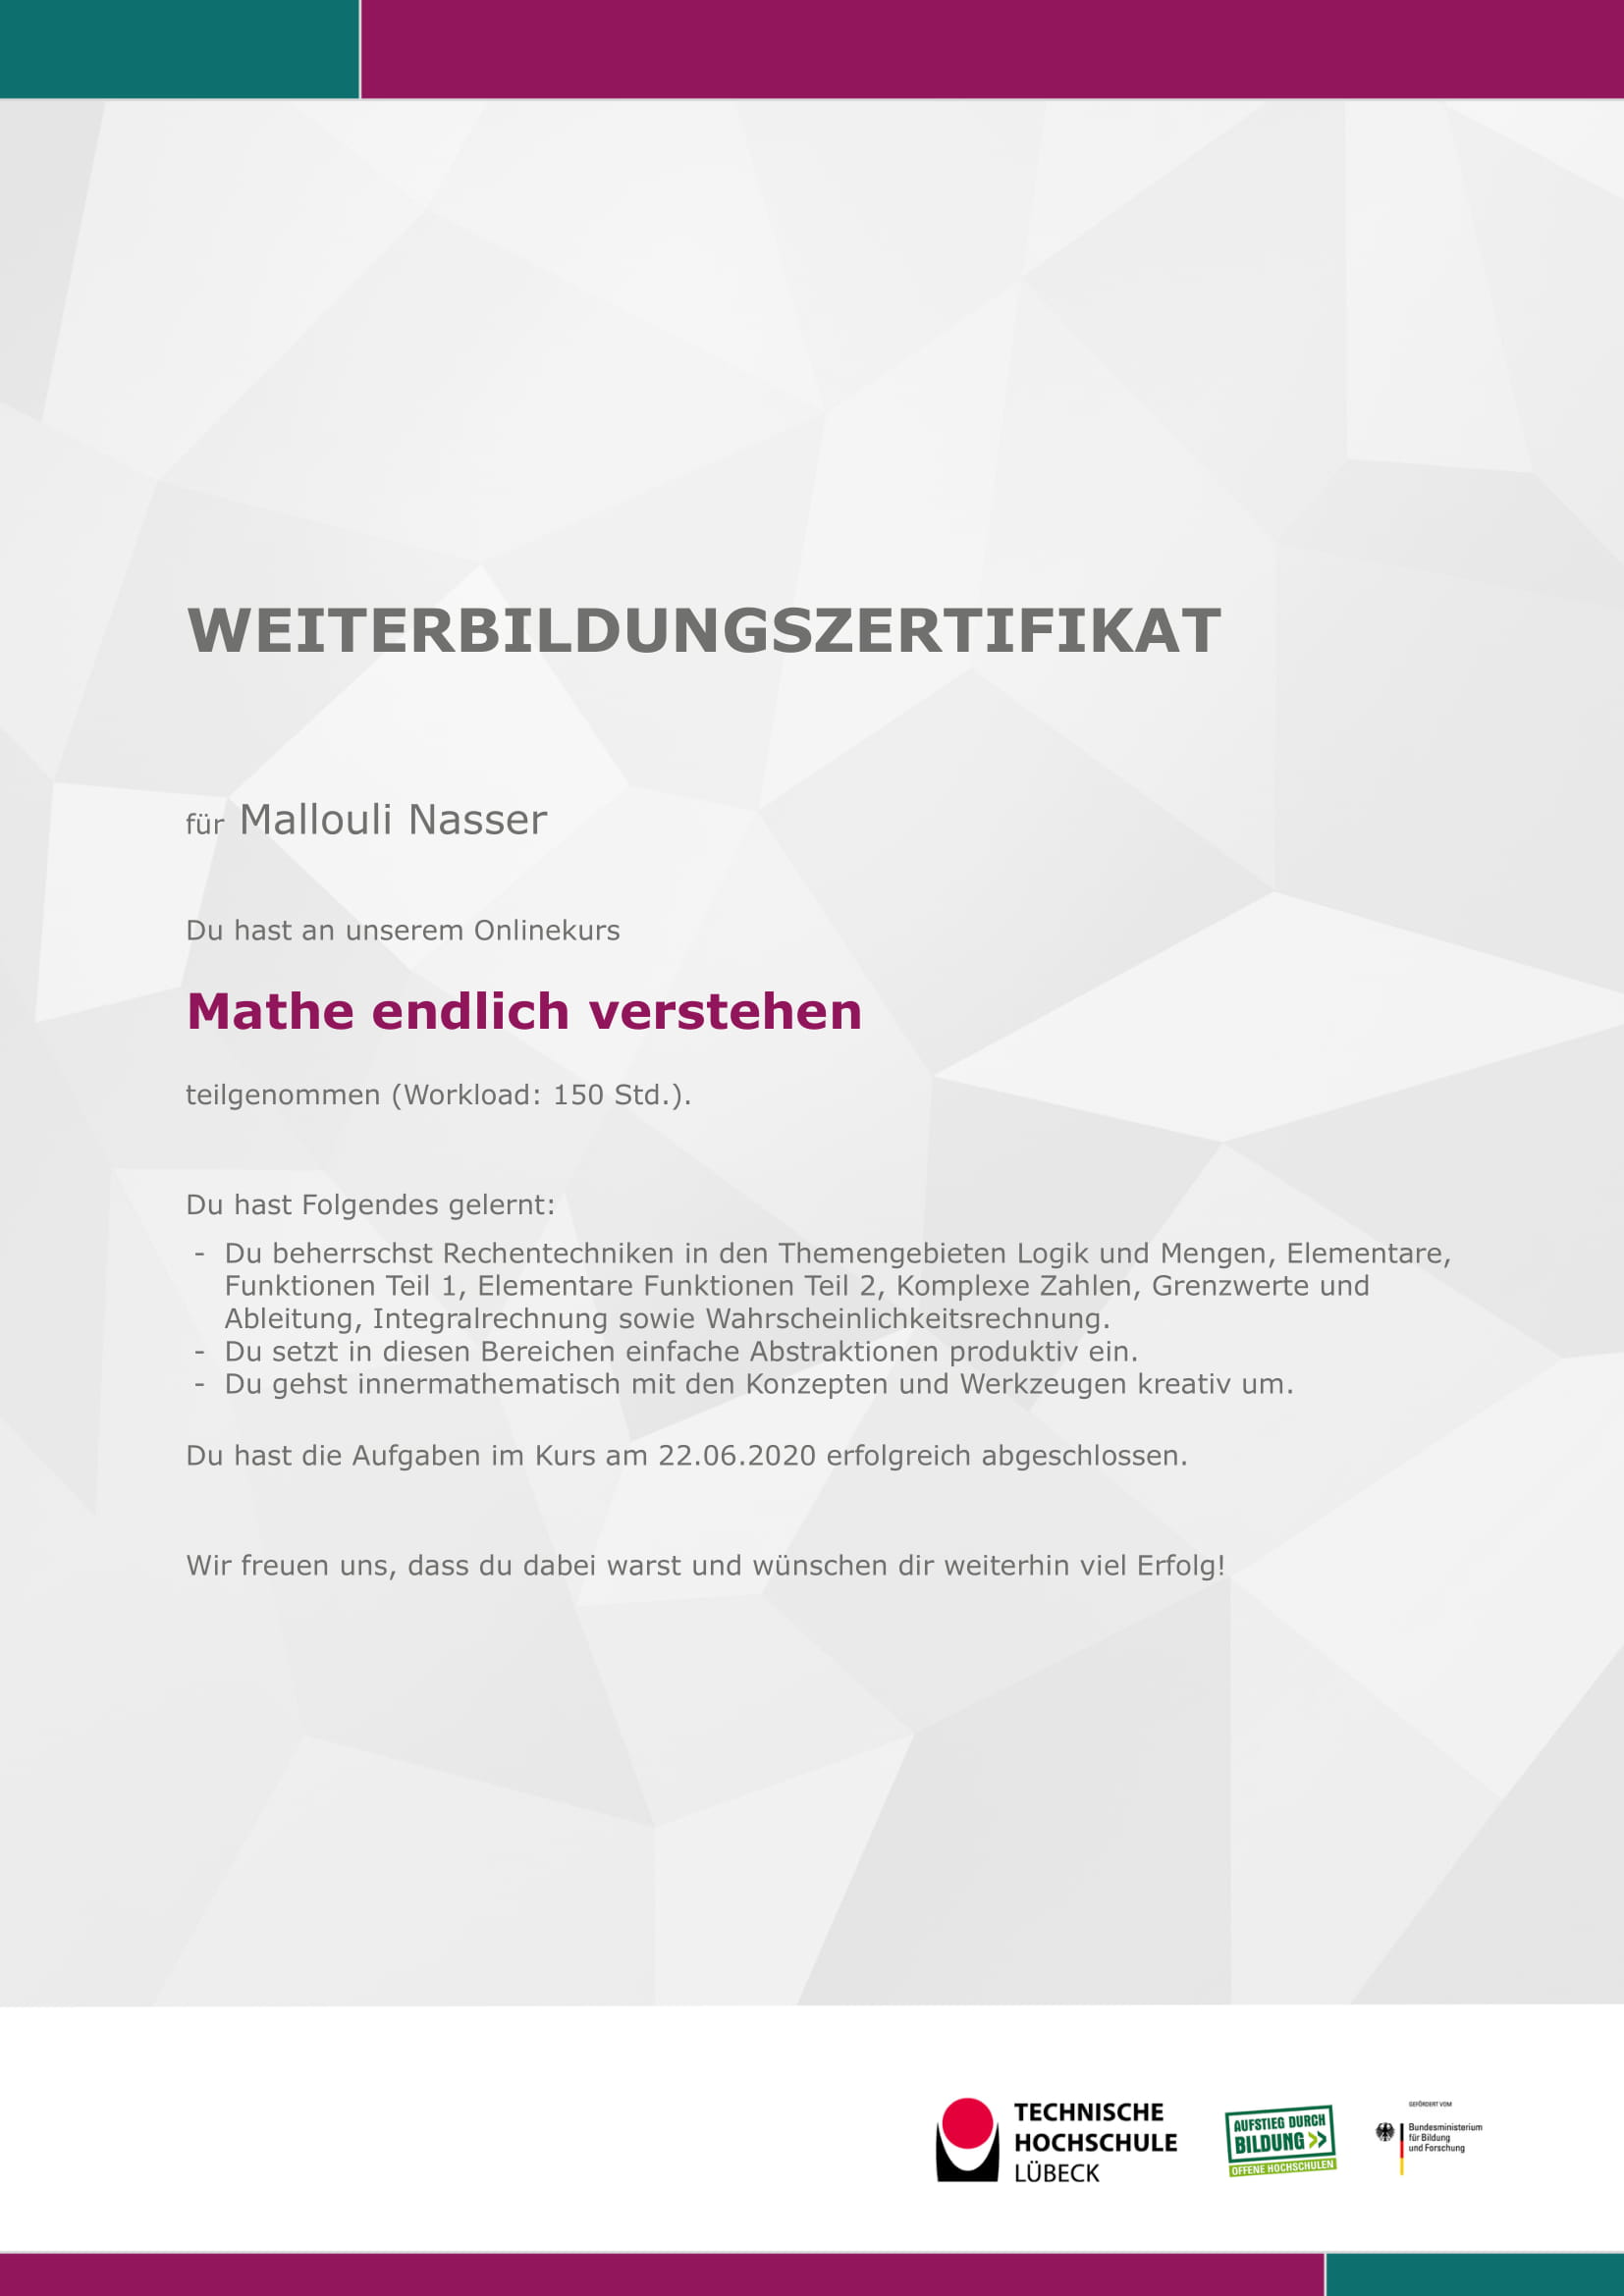 WEITERBILDUNGSZERTIFIKAT
für Mallouli Nasser
Du hast an unserem Onlinekurs
Mathe endlich verstehen
teilgenommen (Workload: 150 Std.).
Du hast Folgendes gelernt:
- Du beherrschst Rechentechniken in den Themengebieten Logik und Mengen, Elementare,
Funktionen Teil 1, Elementare Funktionen Teil 2, Komplexe Zahlen, Grenzwerte und
Ableitung, Integralrechnung sowie Wahrscheinlichkeitsrechnung.
- Du setzt in diesen Bereichen einfache Abstraktionen produktiv ein.
- Du gehst innermathematisch mit den Konzepten und Werkzeugen kreativ um.
Du hast die Aufgaben im Kurs am 22.06.2020 erfolgreich abgeschlossen.
Wir freuen uns, dass du dabei warst und wünschen dir weiterhin viel Erfolg!
TECHNISCHE
HOCHSCHULE
LÜBECK
AUFSTIEG DURCH
BILDUNG
OFFENE HOCHSCHULEN
GEFÖRDERT VOM
Bundesministerium
für Bildung
und Forschung